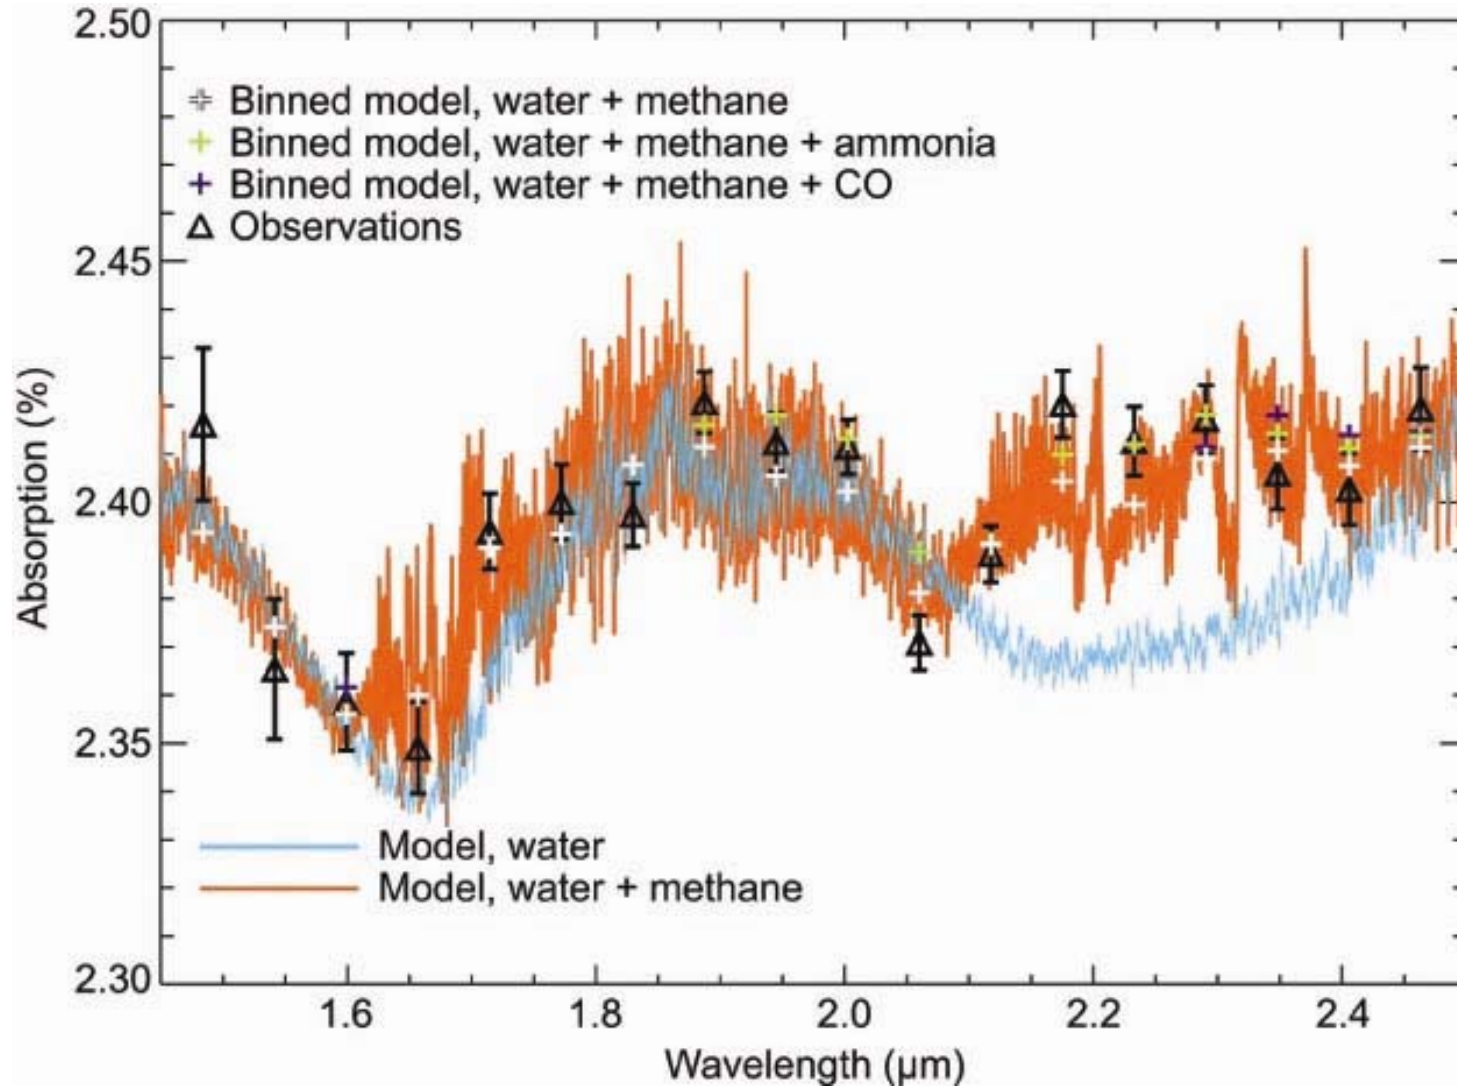 2.50
Binned model, water + methane
Binned model, water + methane + ammonia
Binned model, water + methane + CO
Observations
2.45
2.40
2.35
2.30
Absorption (%)
Model, water
Model, water + methane
1.6 1.8 2.0 2.2 2.4
Wavelength (μm)